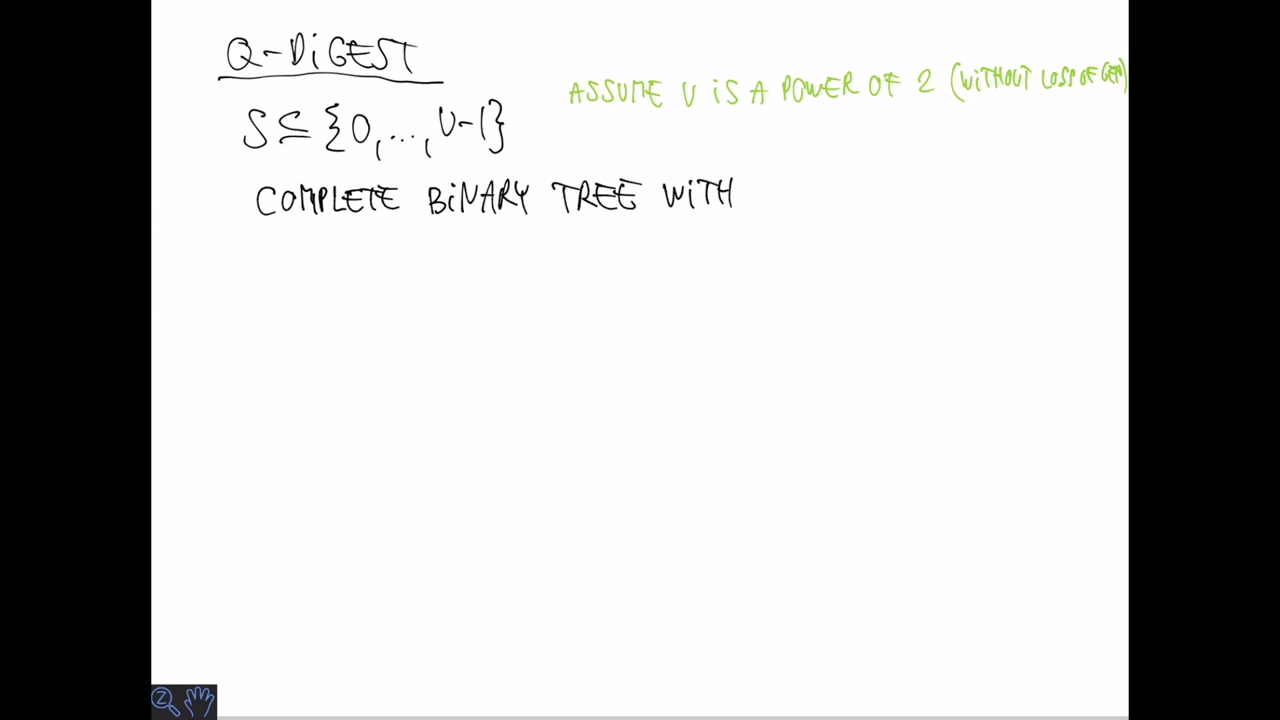 Q-DiGEST
ASSUME U iS A POWER OF 2 (WiTHOUT LOSS OF GEN)
S ⊆ {0,...,U-1}
COMPLETE BiNARY TREE WiTH